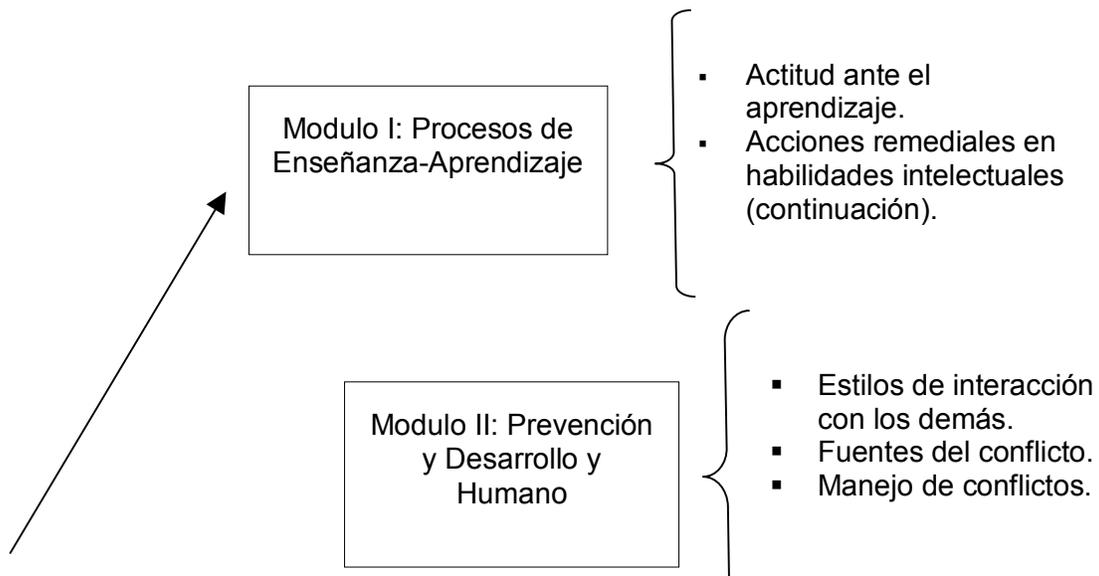 Modulo I: Procesos de
Enseñanza-Aprendizaje
▪ Actitud ante el
aprendizaje.
▪ Acciones remediales en
habilidades intelectuales
(continuación).
Modulo II: Prevención
y Desarrollo y
Humano
▪ Estilos de interacción
con los demás.
▪ Fuentes del conflicto.
▪ Manejo de conflictos.